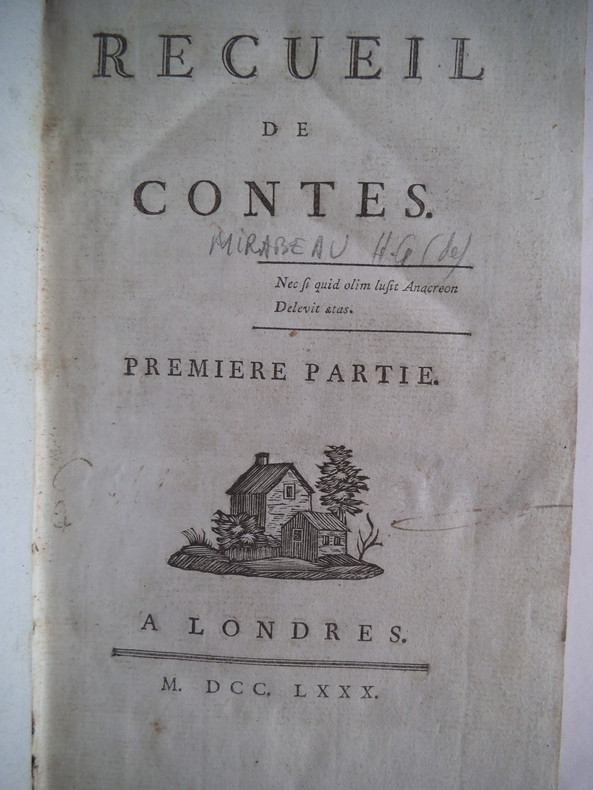 RECUEIL
DE
CONTES.
MIRABEAU H.G (de)
Nec ſi quid olim luſit Anacreon
Delevit ætas.
PREMIERE PARTIE.
A LONDRES.
M. DCC. LXXX.